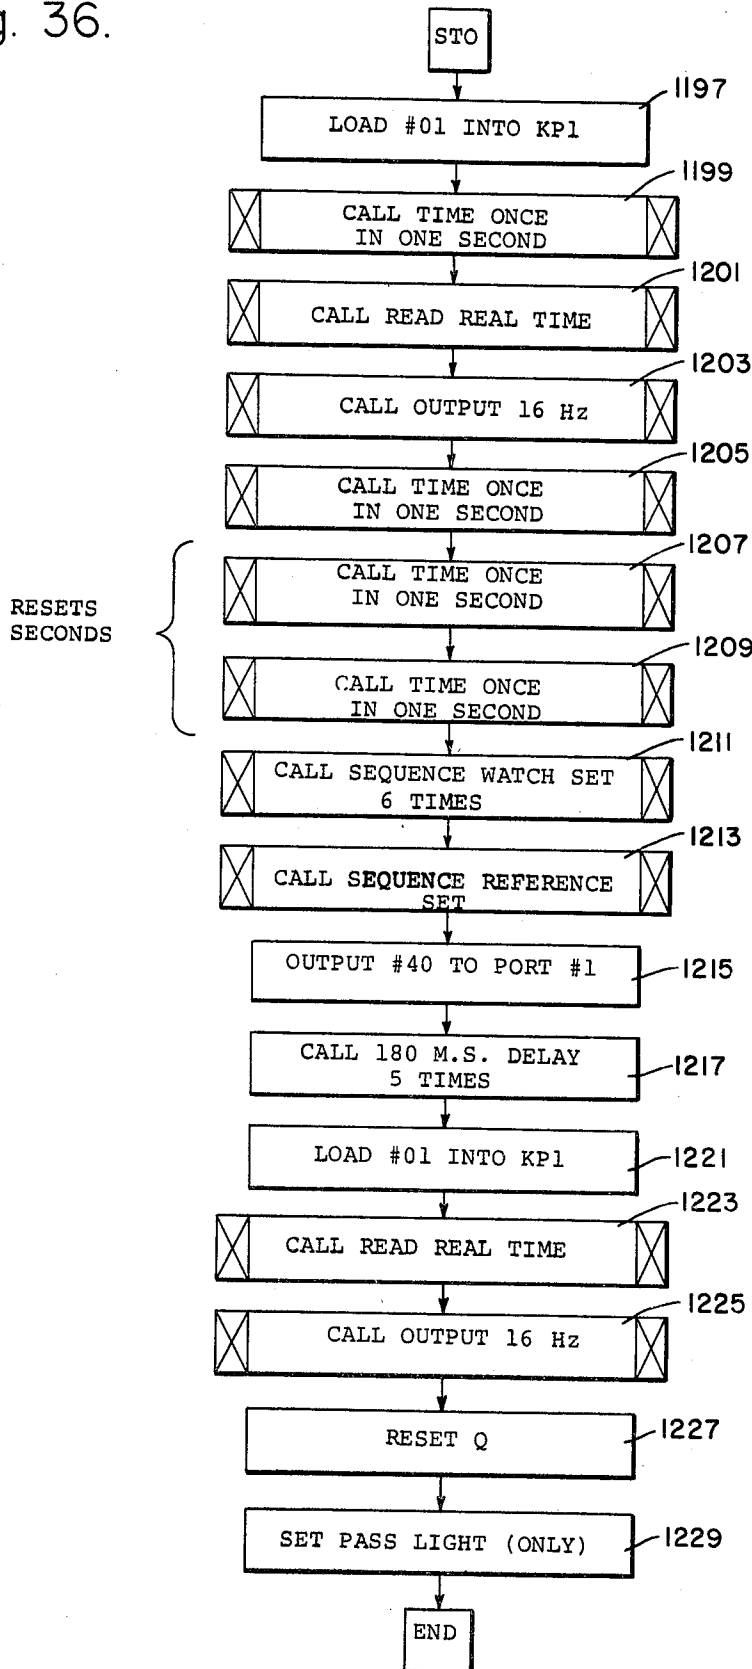 g. 36.
STO
1197
LOAD #01 INTO KP1
1199
CALL TIME ONCE
IN ONE SECOND
1201
CALL READ REAL TIME
1203
CALL OUTPUT 16 Hz
1205
CALL TIME ONCE
IN ONE SECOND
1207
CALL TIME ONCE
IN ONE SECOND
RESETS
SECONDS
1209
CALL TIME ONCE
IN ONE SECOND
1211
CALL SEQUENCE WATCH SET
6 TIMES
1213
CALL SEQUENCE REFERENCE
SET
OUTPUT #40 TO PORT #1
1215
CALL 180 M.S. DELAY
5 TIMES
1217
LOAD #01 INTO KP1
1221
1223
CALL READ REAL TIME
1225
CALL OUTPUT 16 Hz
RESET Q
1227
SET PASS LIGHT (ONLY)
1229
END